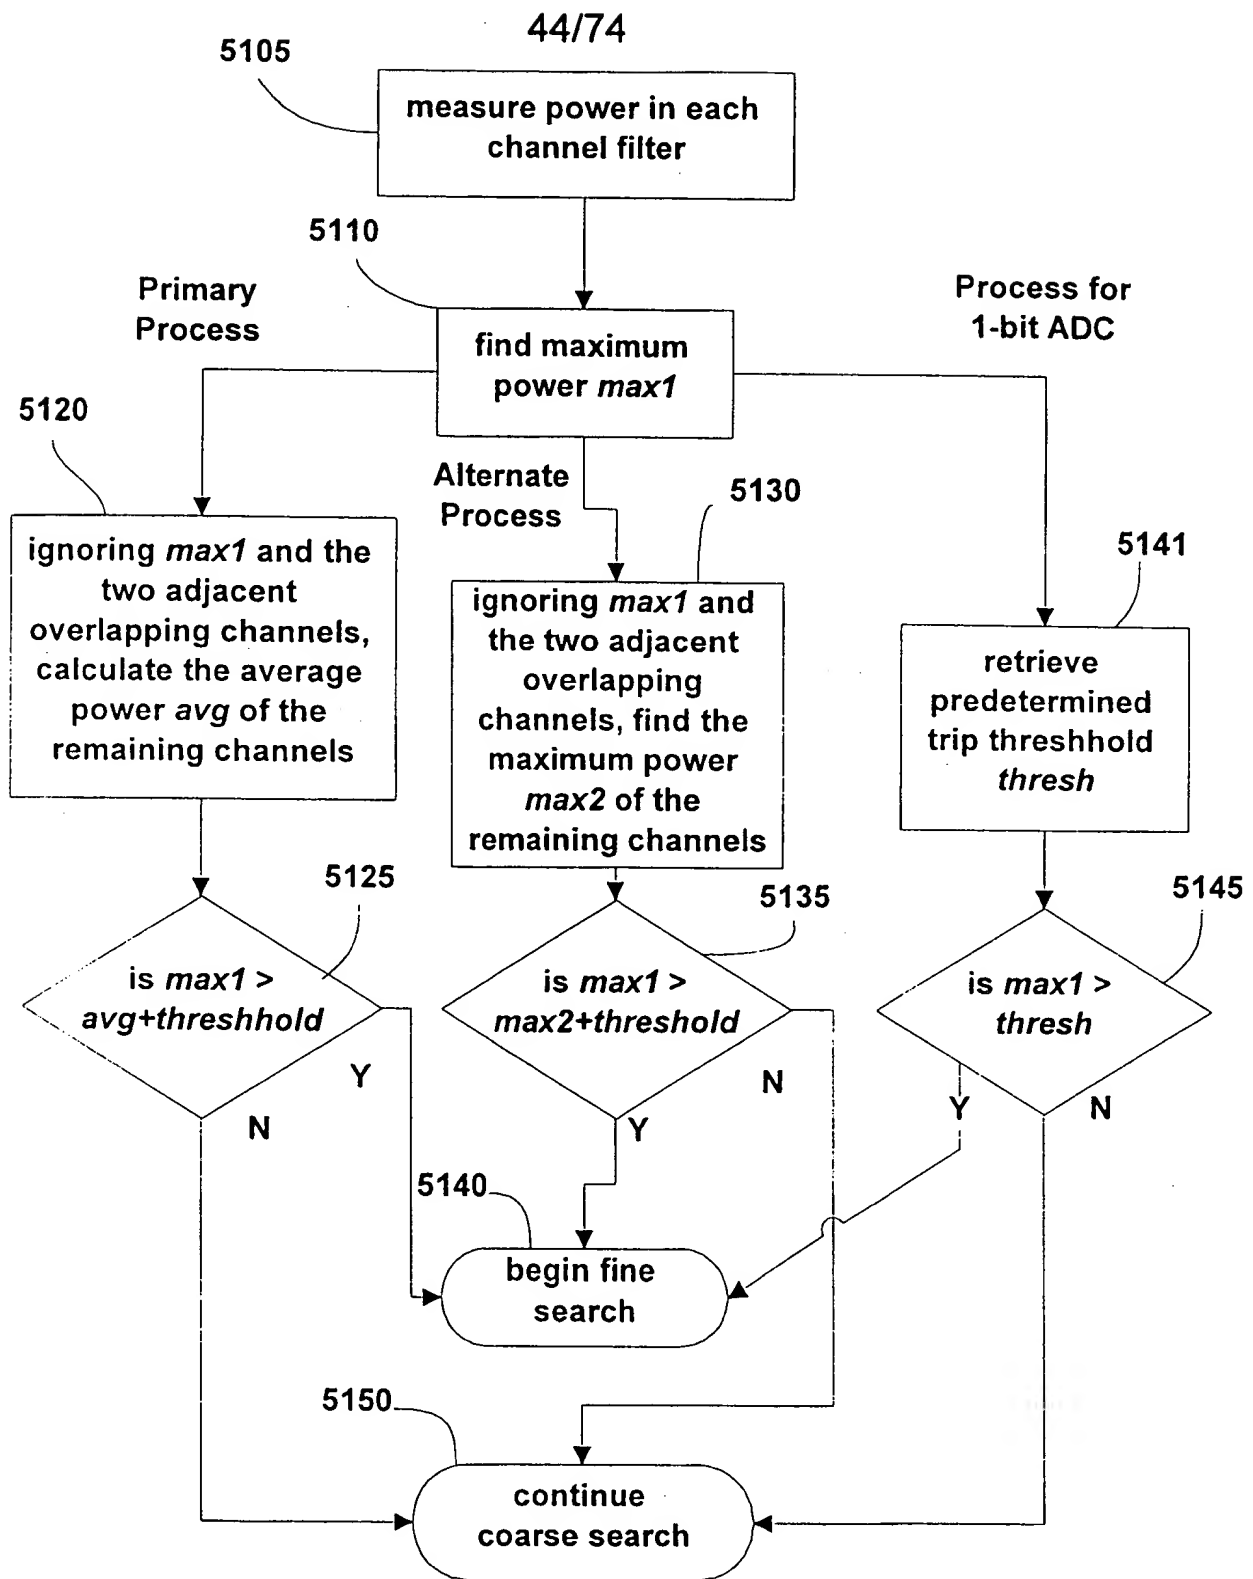 44/74
5105
measure power in each
channel filter
5110
Primary
Process
Process for
1-bit ADC
find maximum
power max1
5120
Alternate
Process
5130
5141
ignoring max1 and the
two adjacent
overlapping channels,
calculate the average
power avg of the
remaining channels
ignoring max1 and
the two adjacent
overlapping
channels, find the
maximum power
max2 of the
remaining channels
retrieve
predetermined
trip threshhold
thresh
5125
5135
5145
is max1 >
avg+threshhold
is max1 >
max2+threshold
is max1 >
thresh
Y
N
N
Y
Y
N
5140
begin fine
search
5150
continue
coarse search